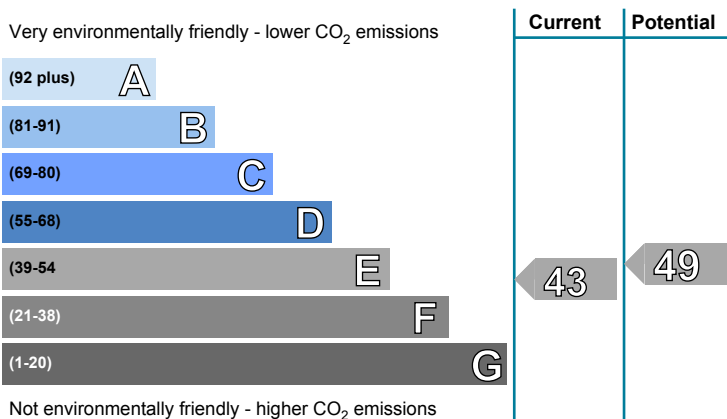 Very environmentally friendly - lower CO2 emissions
Current
Potential
(92 plus) A
(81-91) B
(69-80) C
(55-68) D
(39-54 E
43
49
(21-38) F
(1-20) G
Not environmentally friendly - higher CO2 emissions